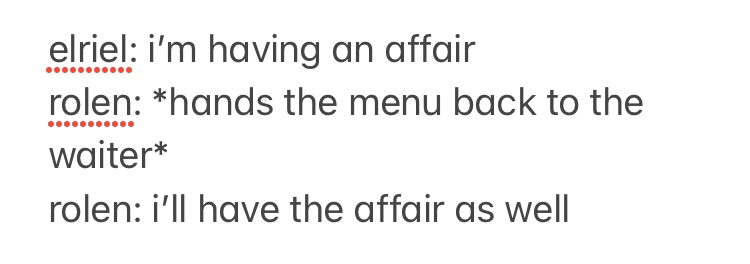 elriel: i’m having an affair
rolen: *hands the menu back to the
waiter*
rolen: i’ll have the affair as well